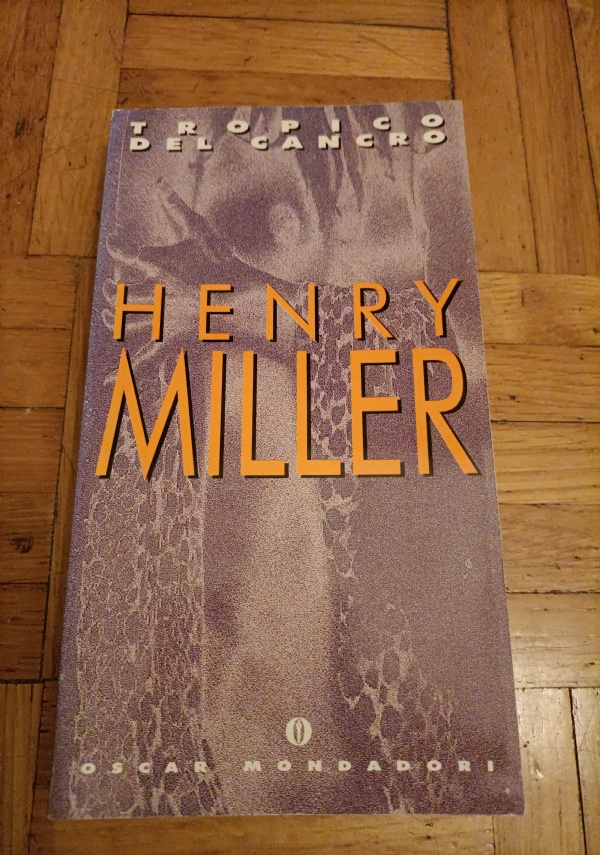 TROPICO
DEL CANCRO
HENRY
MILLER
OSCAR MONDADORI